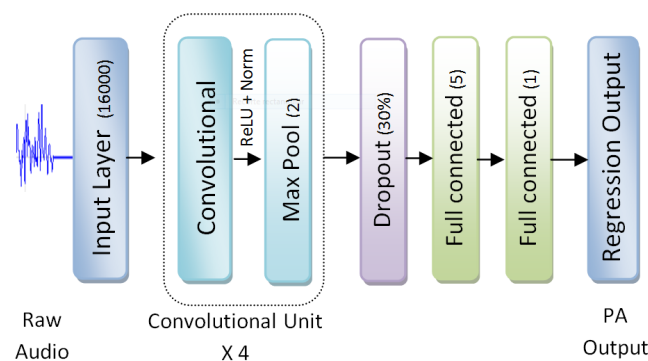 Input Layer (16000)
Convolutional
ReLU + Norm
Max Pool (2)
Dropout (30%)
Full connected (5)
Full connected (1)
Regression Output
Raw
Audio
Convolutional Unit
X 4
PA
Output